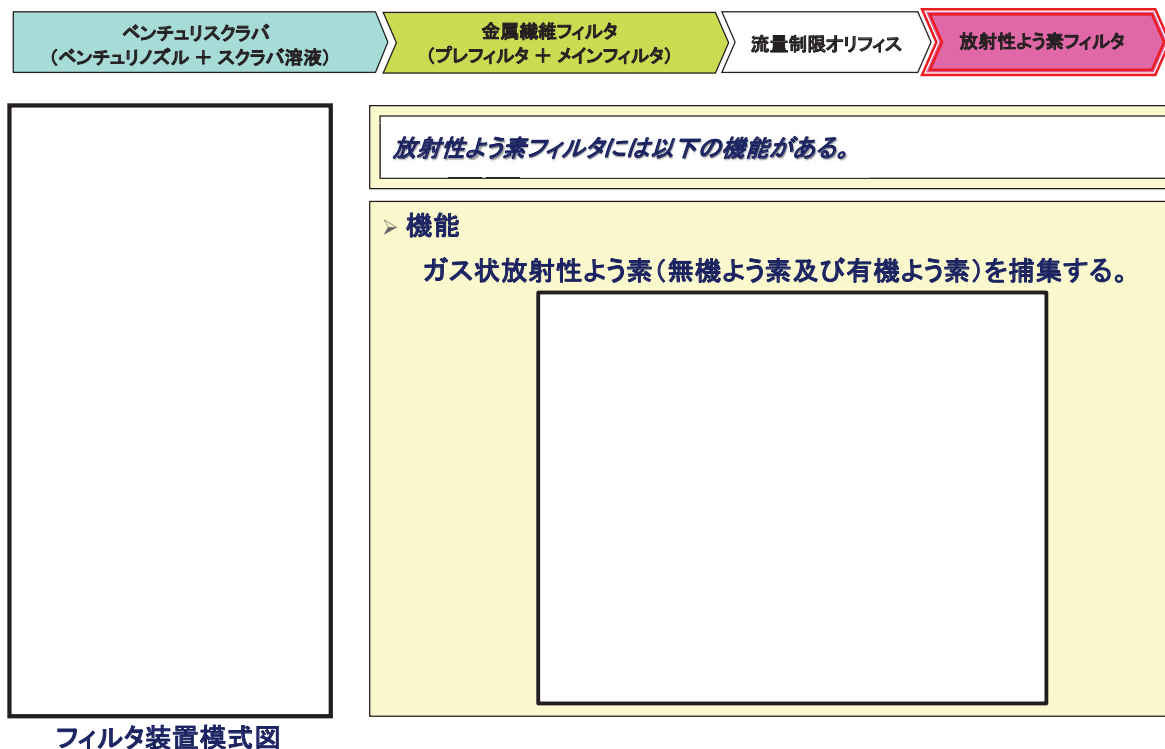 ベンチュリスクラバ
(ベンチュリノズル + スクラバ溶液)
金属繊維フィルタ
(プレフィルタ + メインフィルタ)
流量制限オリフィス
放射性よう素フィルタ
放射性よう素フィルタには以下の機能がある。
➢ 機能
ガス状放射性よう素(無機よう素及び有機よう素)を捕集する。
フィルタ装置模式図